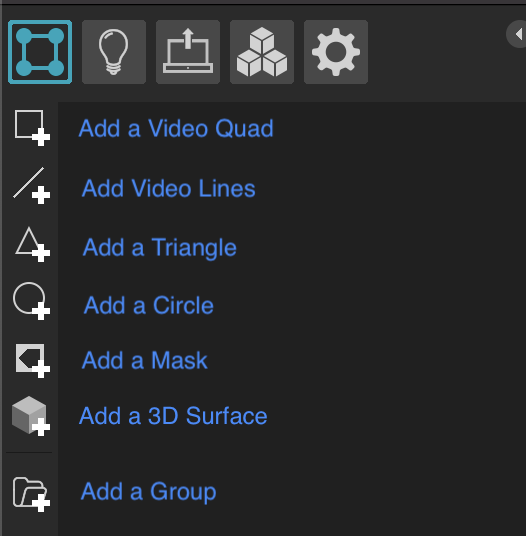 Add a Video Quad
Add Video Lines
Add a Triangle
Add a Circle
Add a Mask
Add a 3D Surface
Add a Group